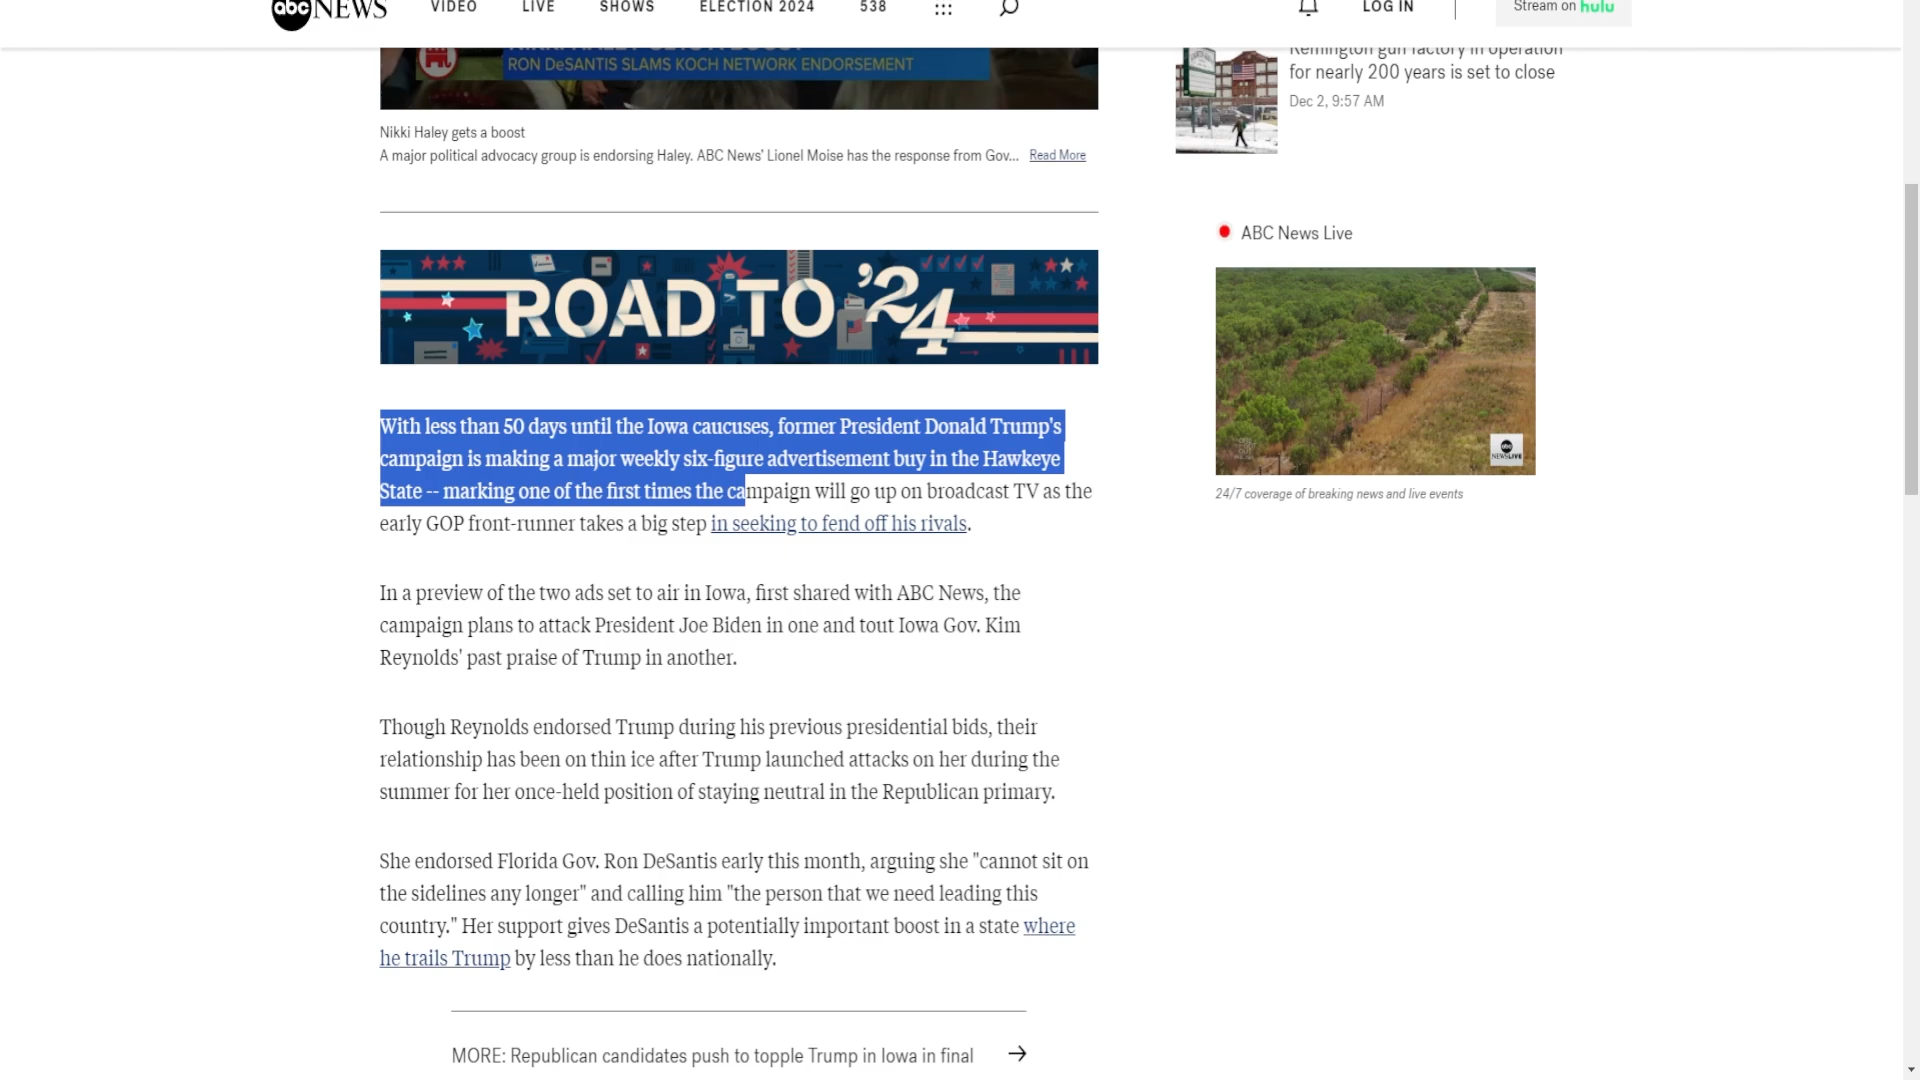 abc NEWS VIDEO LIVE SHOWS ELECTION 2024 538 LOG IN Stream on hulu
NIKKI HALEY GETS A BOOST
RON DeSANTIS SLAMS KOCH NETWORK ENDORSEMENT
Nikki Haley gets a boost
A major political advocacy group is endorsing Haley. ABC News' Lionel Moise has the response from Gov... Read More
ROAD TO '24
With less than 50 days until the Iowa caucuses, former President Donald Trump's
campaign is making a major weekly six-figure advertisement buy in the Hawkeye
State -- marking one of the first times the campaign will go up on broadcast TV as the
early GOP front-runner takes a big step in seeking to fend off his rivals.
In a preview of the two ads set to air in Iowa, first shared with ABC News, the
campaign plans to attack President Joe Biden in one and tout Iowa Gov. Kim
Reynolds' past praise of Trump in another.
Though Reynolds endorsed Trump during his previous presidential bids, their
relationship has been on thin ice after Trump launched attacks on her during the
summer for her once-held position of staying neutral in the Republican primary.
She endorsed Florida Gov. Ron DeSantis early this month, arguing she "cannot sit on
the sidelines any longer" and calling him "the person that we need leading this
country." Her support gives DeSantis a potentially important boost in a state where
he trails Trump by less than he does nationally.
MORE: Republican candidates push to topple Trump in Iowa in final
Remington gun factory in operation
for nearly 200 years is set to close
Dec 2, 9:57 AM
ABC News Live
abc
NEWS LIVE
24/7 coverage of breaking news and live events